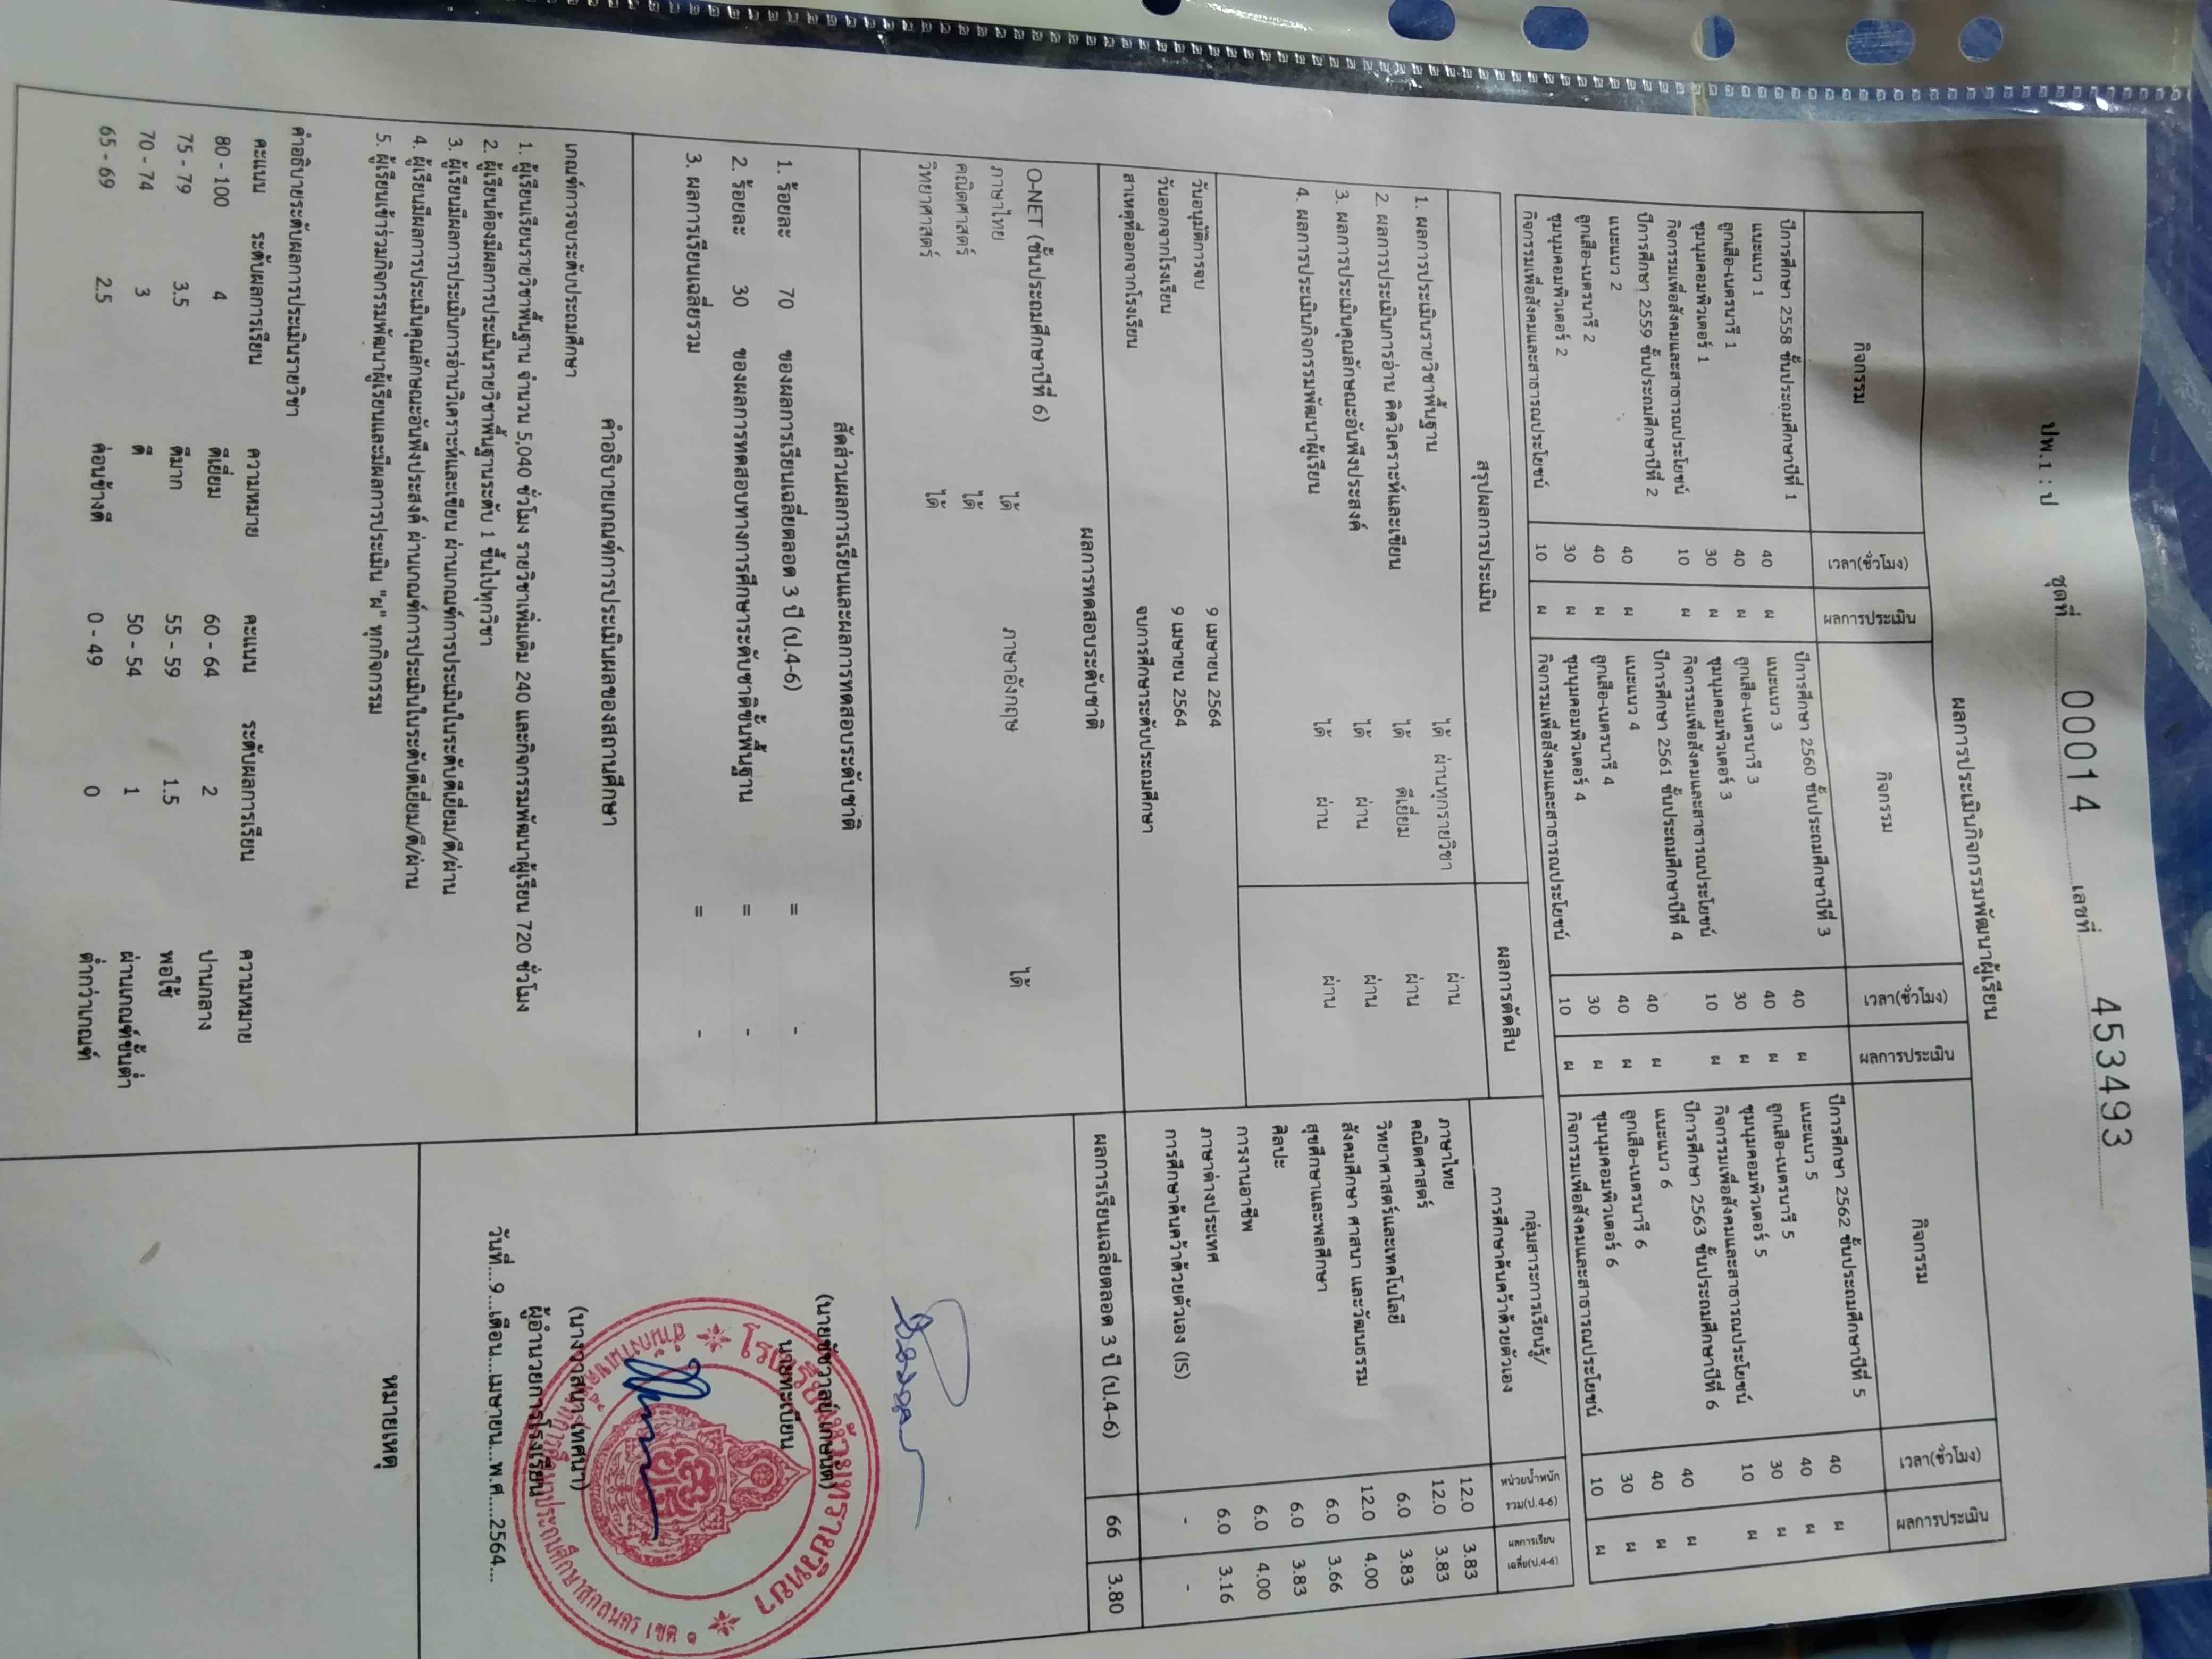 ปพ.1 : ป ชุดที่ 00014 เลขที่ 453493
ผลการประเมินกิจกรรมพัฒนาผู้เรียน
กิจกรรม เวลา(ชั่วโมง) ผลการประเมิน กิจกรรม เวลา(ชั่วโมง) ผลการประเมิน กิจกรรม เวลา(ชั่วโมง) ผลการประเมิน
ปีการศึกษา 2558 ชั้นประถมศึกษาปีที่ 1 ปีการศึกษา 2560 ชั้นประถมศึกษาปีที่ 3 ปีการศึกษา 2562 ชั้นประถมศึกษาปีที่ 5
แนะแนว 1 40 ผ แนะแนว 3 40 ผ แนะแนว 5 40 ผ
ลูกเสือ-เนตรนารี 1 40 ผ ลูกเสือ-เนตรนารี 3 40 ผ ลูกเสือ-เนตรนารี 5 40 ผ
ชุมนุมคอมพิวเตอร์ 1 30 ผ ชุมนุมคอมพิวเตอร์ 3 30 ผ ชุมนุมคอมพิวเตอร์ 5 30 ผ
กิจกรรมเพื่อสังคมและสาธารณประโยชน์ 10 ผ กิจกรรมเพื่อสังคมและสาธารณประโยชน์ 10 ผ กิจกรรมเพื่อสังคมและสาธารณประโยชน์ 10 ผ
ปีการศึกษา 2559 ชั้นประถมศึกษาปีที่ 2 ปีการศึกษา 2561 ชั้นประถมศึกษาปีที่ 4 ปีการศึกษา 2563 ชั้นประถมศึกษาปีที่ 6
แนะแนว 2 40 ผ แนะแนว 4 40 ผ แนะแนว 6 40 ผ
ลูกเสือ-เนตรนารี 2 40 ผ ลูกเสือ-เนตรนารี 4 40 ผ ลูกเสือ-เนตรนารี 6 40 ผ
ชุมนุมคอมพิวเตอร์ 2 30 ผ ชุมนุมคอมพิวเตอร์ 4 30 ผ ชุมนุมคอมพิวเตอร์ 6 30 ผ
กิจกรรมเพื่อสังคมและสาธารณประโยชน์ 10 ผ กิจกรรมเพื่อสังคมและสาธารณประโยชน์ 10 ผ กิจกรรมเพื่อสังคมและสาธารณประโยชน์ 10 ผ
สรุปผลการประเมิน ผลการตัดสิน
1. ผลการประเมินรายวิชาพื้นฐาน ได้ ผ่านทุกรายวิชา ผ่าน
2. ผลการประเมินการอ่าน คิดวิเคราะห์และเขียน ได้ ดีเยี่ยม ผ่าน
3. ผลการประเมินคุณลักษณะอันพึงประสงค์ ได้ ผ่าน ผ่าน
4. ผลการประเมินกิจกรรมพัฒนาผู้เรียน ได้ ผ่าน ผ่าน
วันอนุมัติการจบ 9 เมษายน 2564
วันออกจากโรงเรียน 9 เมษายน 2564
สาเหตุที่ออกจากโรงเรียน จบการศึกษาระดับประถมศึกษา
ผลการทดสอบระดับชาติ
O-NET (ชั้นประถมศึกษาปีที่ 6)
ภาษาไทย ได้ ภาษาอังกฤษ ได้
คณิตศาสตร์ ได้
วิทยาศาสตร์ ได้
สัดส่วนผลการเรียนและผลการทดสอบระดับชาติ
1. ร้อยละ 70 ของผลการเรียนเฉลี่ยตลอด 3 ปี (ป.4-6) = -
2. ร้อยละ 30 ของผลการทดสอบทางการศึกษาระดับชาติขั้นพื้นฐาน = -
3. ผลการเรียนเฉลี่ยรวม = -
คำอธิบายเกณฑ์การประเมินผลของสถานศึกษา
เกณฑ์การจบระดับประถมศึกษา
1. ผู้เรียนเรียนรายวิชาพื้นฐาน จำนวน 5,040 ชั่วโมง รายวิชาเพิ่มเติม 240 และกิจกรรมพัฒนาผู้เรียน 720 ชั่วโมง
2. ผู้เรียนต้องมีผลการประเมินรายวิชาพื้นฐานระดับ 1 ขึ้นไปทุกวิชา
3. ผู้เรียนมีผลการประเมินการอ่านวิเคราะห์และเขียน ผ่านเกณฑ์การประเมินในระดับดีเยี่ยม/ดี/ผ่าน
4. ผู้เรียนมีผลการประเมินคุณลักษณะอันพึงประสงค์ ผ่านเกณฑ์การประเมินในระดับดีเยี่ยม/ดี/ผ่าน
5. ผู้เรียนเข้าร่วมกิจกรรมพัฒนาผู้เรียนและมีผลการประเมิน "ผ" ทุกกิจกรรม
คำอธิบายระดับผลการประเมินรายวิชา
คะแนน ระดับผลการเรียน ความหมาย คะแนน ระดับผลการเรียน ความหมาย
80 - 100 4 ดีเยี่ยม 60 - 64 2 ปานกลาง
75 - 79 3.5 ดีมาก 55 - 59 1.5 พอใช้
70 - 74 3 ดี 50 - 54 1 ผ่านเกณฑ์ขั้นต่ำ
65 - 69 2.5 ค่อนข้างดี 0 - 49 0 ต่ำกว่าเกณฑ์
กลุ่มสาระการเรียนรู้/ หน่วยน้ำหนัก ผลการเรียน
การศึกษาค้นคว้าด้วยตัวเอง รวม(ป.4-6) เฉลี่ย(ป.4-6)
ภาษาไทย 12.0 3.83
คณิตศาสตร์ 12.0 3.83
วิทยาศาสตร์และเทคโนโลยี 6.0 3.83
สังคมศึกษา ศาสนา และวัฒนธรรม 12.0 4.00
สุขศึกษาและพลศึกษา 6.0 3.66
ศิลปะ 6.0 3.83
การงานอาชีพ 6.0 4.00
ภาษาต่างประเทศ 6.0 3.16
การศึกษาค้นคว้าด้วยตัวเอง (IS) - -
ผลการเรียนเฉลี่ยตลอด 3 ปี (ป.4-6) 66 3.80
(นายชัชวาลย์ เกษบัต)
นายทะเบียน
(นางวาสนา เทศนา)
ผู้อำนวยการโรงเรียน
วันที่...9...เดือน...เมษายน...พ.ศ....2564...
โรงเรียนห้วยทรายวิทยา
ประถมศึกษาสกลนคร เขต ๑
หมายเหตุ